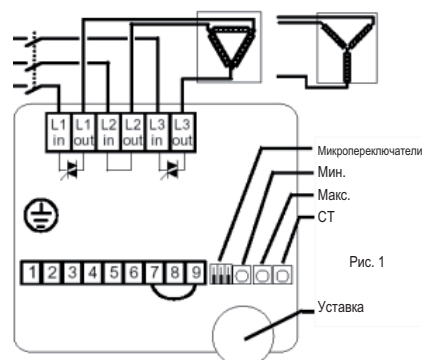 L1 L1 L2 L2 L3 L3
in out in out in out
Микропереключатели
Мин.
Макс.
СТ
1 2 3 4 5 6 7 8 9
Рис. 1
Уставка